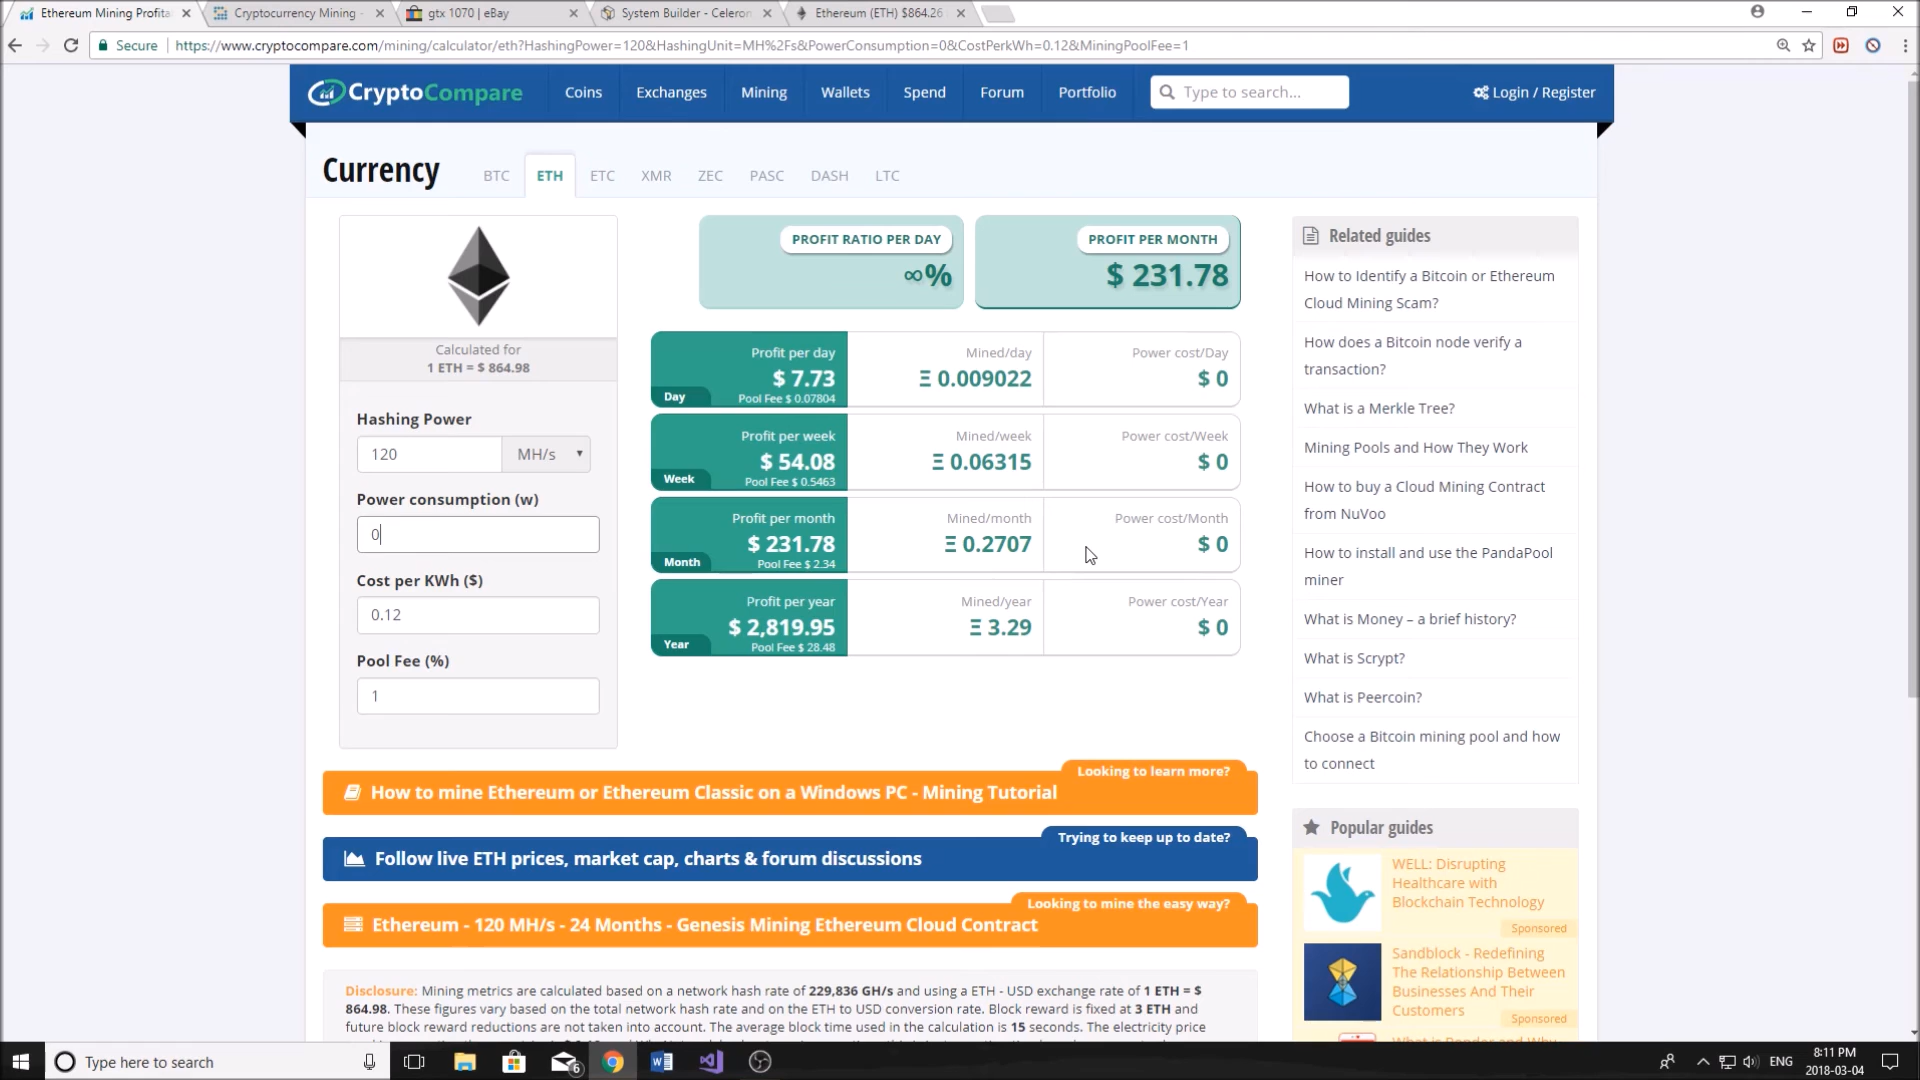 Ethereum Mining Profita
Cryptocurrency Mining -
gtx 1070 | eBay
System Builder - Celeron
Ethereum (ETH) $864.26
Secure
https://www.cryptocompare.com/mining/calculator/eth?HashingPower=120&HashingUnit=MH%2Fs&PowerConsumption=0&CostPerkWh=0.12&MiningPoolFee=1
CryptoCompare
Coins
Exchanges
Mining
Wallets
Spend
Forum
Portfolio
Type to search...
Login / Register
Currency
BTC
ETH
ETC
XMR
ZEC
PASC
DASH
LTC
Calculated for
1 ETH = $ 864.98
Hashing Power
120
MH/s
Power consumption (w)
0
Cost per KWh ($)
0.12
Pool Fee (%)
1
PROFIT RATIO PER DAY
∞%
PROFIT PER MONTH
$ 231.78
Profit per day
$ 7.73
Day
Pool Fee $ 0.07804
Mined/day
Ξ 0.009022
Power cost/Day
$ 0
Profit per week
$ 54.08
Week
Pool Fee $ 0.5463
Mined/week
Ξ 0.06315
Power cost/Week
$ 0
Profit per month
$ 231.78
Month
Pool Fee $ 2.34
Mined/month
Ξ 0.2707
Power cost/Month
$ 0
Profit per year
$ 2,819.95
Year
Pool Fee $ 28.48
Mined/year
Ξ 3.29
Power cost/Year
$ 0
Looking to learn more?
How to mine Ethereum or Ethereum Classic on a Windows PC - Mining Tutorial
Trying to keep up to date?
Follow live ETH prices, market cap, charts & forum discussions
Looking to mine the easy way?
Ethereum - 120 MH/s - 24 Months - Genesis Mining Ethereum Cloud Contract
Disclosure: Mining metrics are calculated based on a network hash rate of 229,836 GH/s and using a ETH - USD exchange rate of 1 ETH = $
864.98. These figures vary based on the total network hash rate and on the ETH to USD conversion rate. Block reward is fixed at 3 ETH and
future block reward reductions are not taken into account. The average block time used in the calculation is 15 seconds. The electricity price
Related guides
How to Identify a Bitcoin or Ethereum
Cloud Mining Scam?
How does a Bitcoin node verify a
transaction?
What is a Merkle Tree?
Mining Pools and How They Work
How to buy a Cloud Mining Contract
from NuVoo
How to install and use the PandaPool
miner
What is Money – a brief history?
What is Scrypt?
What is Peercoin?
Choose a Bitcoin mining pool and how
to connect
Popular guides
WELL: Disrupting
Healthcare with
Blockchain Technology
Sponsored
Sandblock - Redefining
The Relationship Between
Businesses And Their
Customers
Sponsored
Type here to search
6
ENG
8:11 PM
2018-03-04